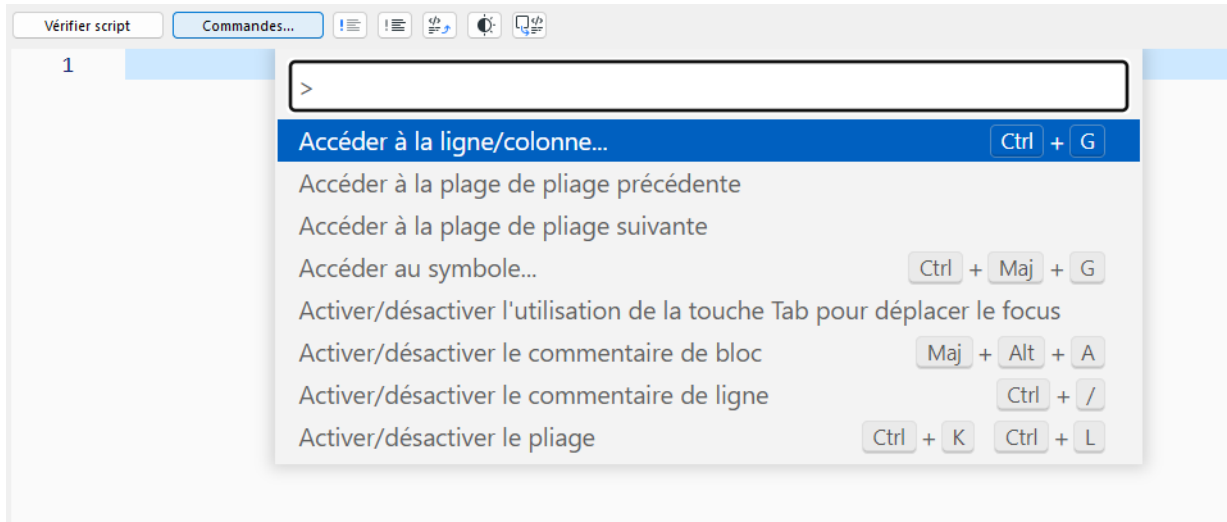 Vérifier script Commandes...
1
>
Accéder à la ligne/colonne... Ctrl + G
Accéder à la plage de pliage précédente
Accéder à la plage de pliage suivante
Accéder au symbole... Ctrl + Maj + G
Activer/désactiver l'utilisation de la touche Tab pour déplacer le focus
Activer/désactiver le commentaire de bloc Maj + Alt + A
Activer/désactiver le commentaire de ligne Ctrl + /
Activer/désactiver le pliage Ctrl + K Ctrl + L